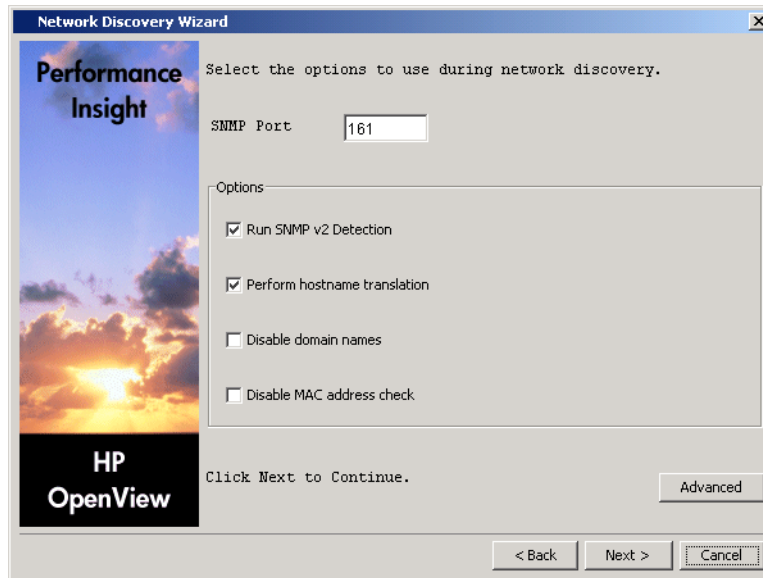 Network Discovery Wizard
Performance
Insight
Select the options to use during network discovery.
SNMP Port
161
Options
Run SNMP v2 Detection
Perform hostname translation
Disable domain names
Disable MAC address check
HP
OpenView
Click Next to Continue.
Advanced
< Back
Next >
Cancel